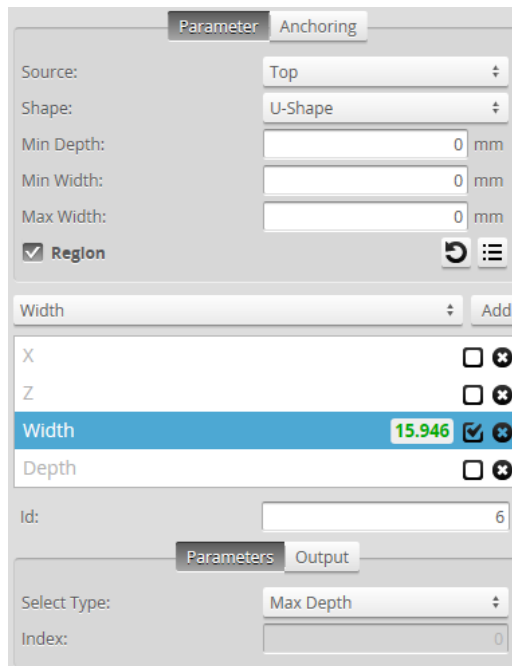 Parameter Anchoring
Source: Top
Shape: U-Shape
Min Depth: 0 mm
Min Width: 0 mm
Max Width: 0 mm
Region
Width Add
X
Z
Width 15.946
Depth
Id: 6
Parameters Output
Select Type: Max Depth
Index: 0